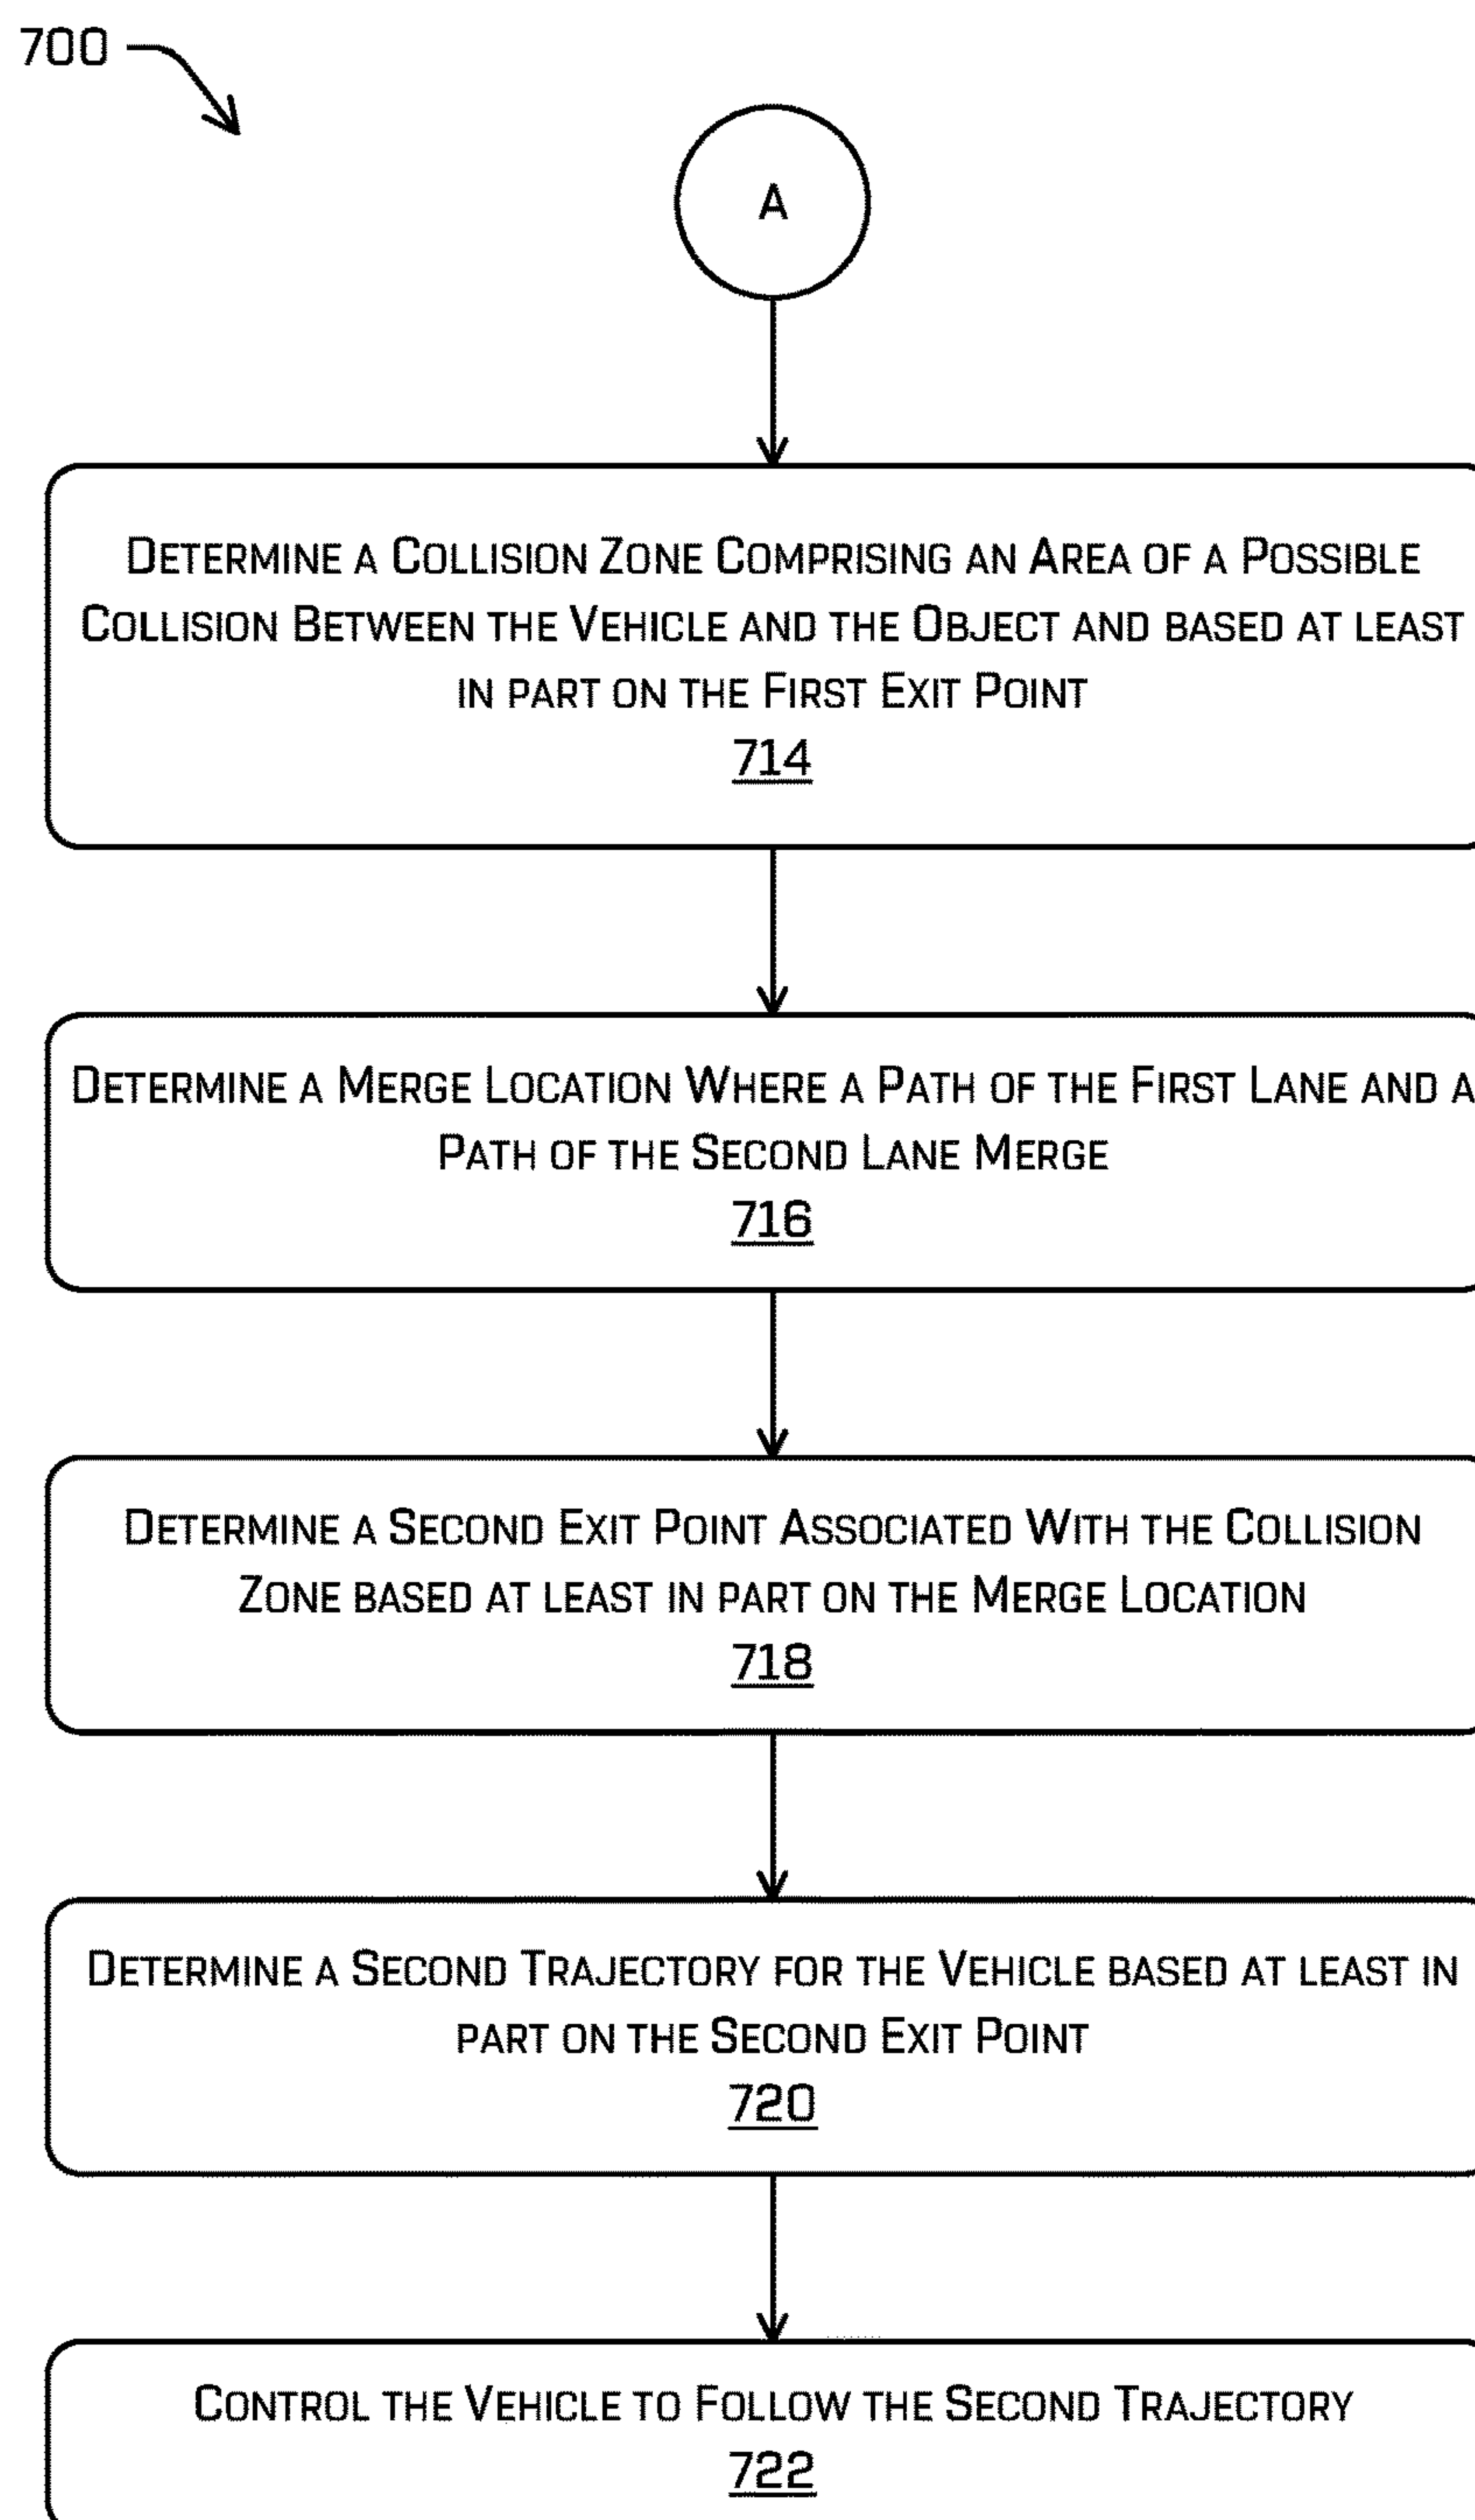 700
A
Determine a Collision Zone Comprising an Area of a Possible
Collision Between the Vehicle and the Object and based at least
in part on the First Exit Point
714
Determine a Merge Location Where a Path of the First Lane and a
Path of the Second Lane Merge
716
Determine a Second Exit Point Associated With the Collision
Zone based at least in part on the Merge Location
718
Determine a Second Trajectory for the Vehicle based at least in
part on the Second Exit Point
720
Control the Vehicle to Follow the Second Trajectory
722